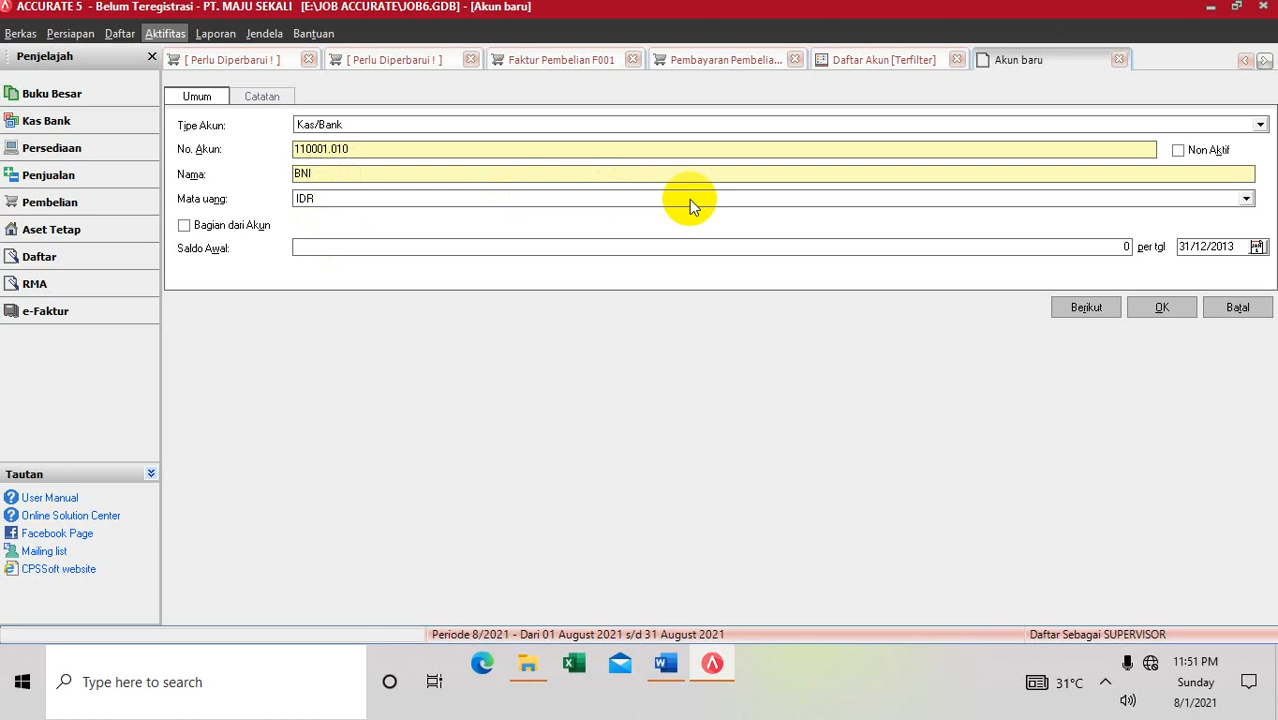 ACCURATE 5 - Belum Teregistrasi - PT. MAJU SEKALI [E:\JOB ACCURATE\JOB6.GDB] - [Akun baru]
Berkas Persiapan Daftar Aktifitas Laporan Jendela Bantuan
Penjelajah
[ Perlu Diperbarui ! ] [ Perlu Diperbarui ! ] Faktur Pembelian F001 Pembayaran Pembelia... Daftar Akun [Terfilter] Akun baru
Buku Besar
Kas Bank
Persediaan
Penjualan
Pembelian
Aset Tetap
Daftar
RMA
e-Faktur
Umum Catatan
Tipe Akun: Kas/Bank
No. Akun: 110001.010 Non Aktif
Nama: BNI
Mata uang: IDR
Bagian dari Akun
Saldo Awal: 0 per tgl 31/12/2013
Berikut OK Batal
Tautan
User Manual
Online Solution Center
Facebook Page
Mailing list
CPSSoft website
Periode 8/2021 - Dari 01 August 2021 s/d 31 August 2021 Daftar Sebagai SUPERVISOR
Type here to search
31°C
11:51 PM
Sunday
8/1/2021